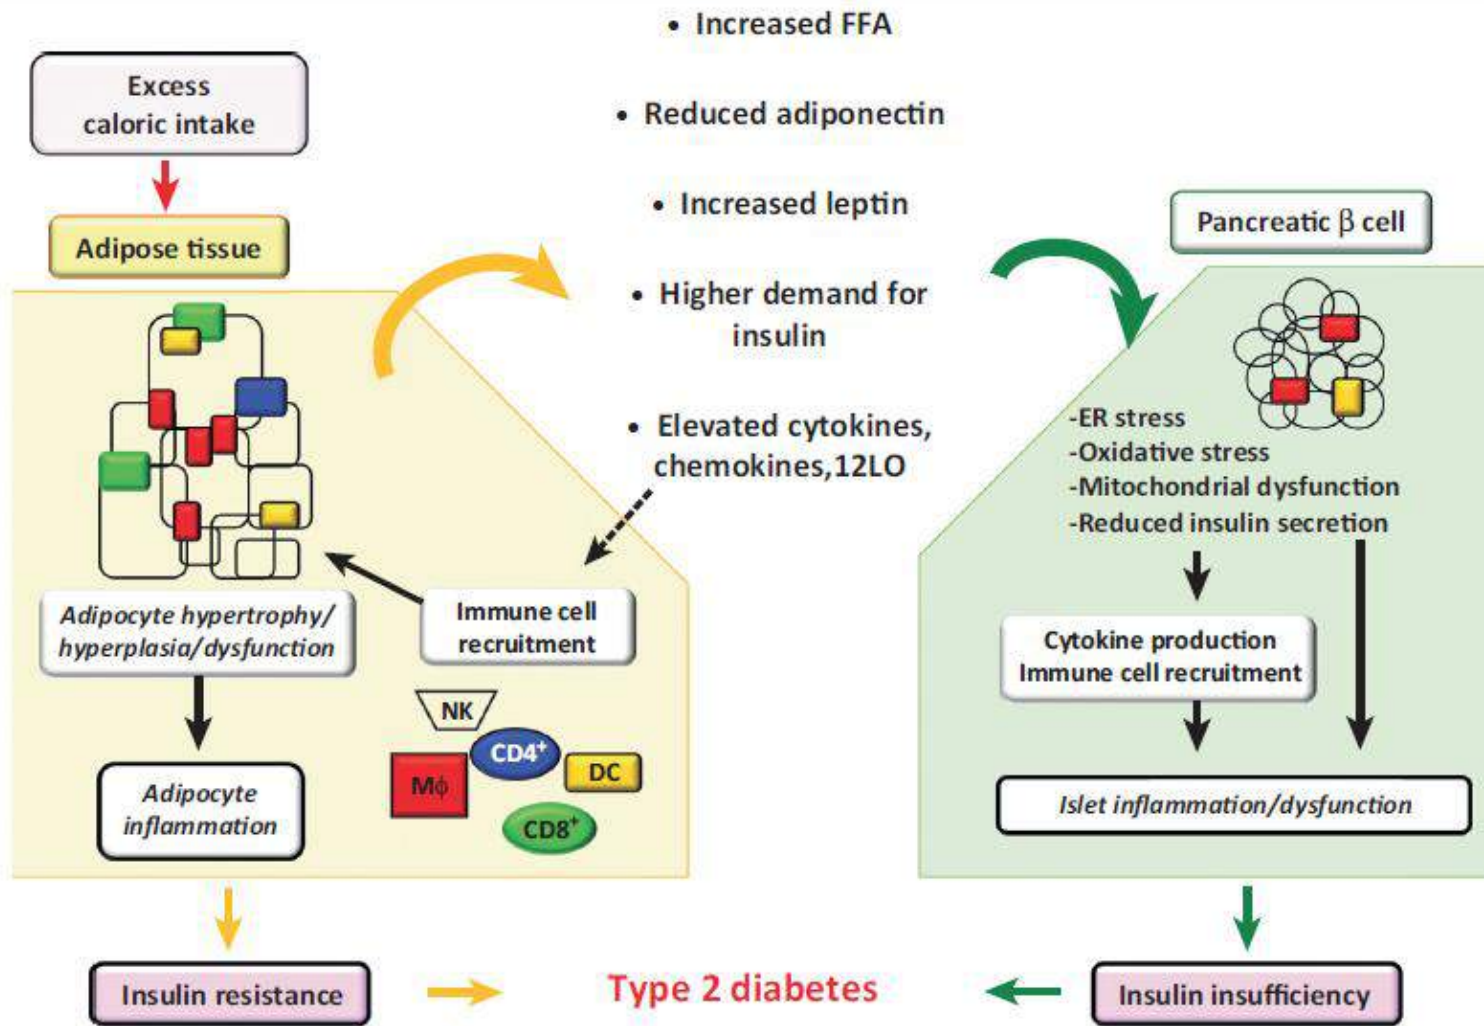 Excess
caloric intake
Adipose tissue
• Increased FFA
• Reduced adiponectin
• Increased leptin
• Higher demand for
insulin
• Elevated cytokines,
chemokines,12LO
Adipocyte hypertrophy/
hyperplasia/dysfunction
Immune cell
recruitment
NK
CD4⁺
Mϕ
DC
CD8⁺
Adipocyte
inflammation
Insulin resistance
Pancreatic β cell
-ER stress
-Oxidative stress
-Mitochondrial dysfunction
-Reduced insulin secretion
Cytokine production
Immune cell recruitment
Islet inflammation/dysfunction
Insulin insufficiency
Type 2 diabetes